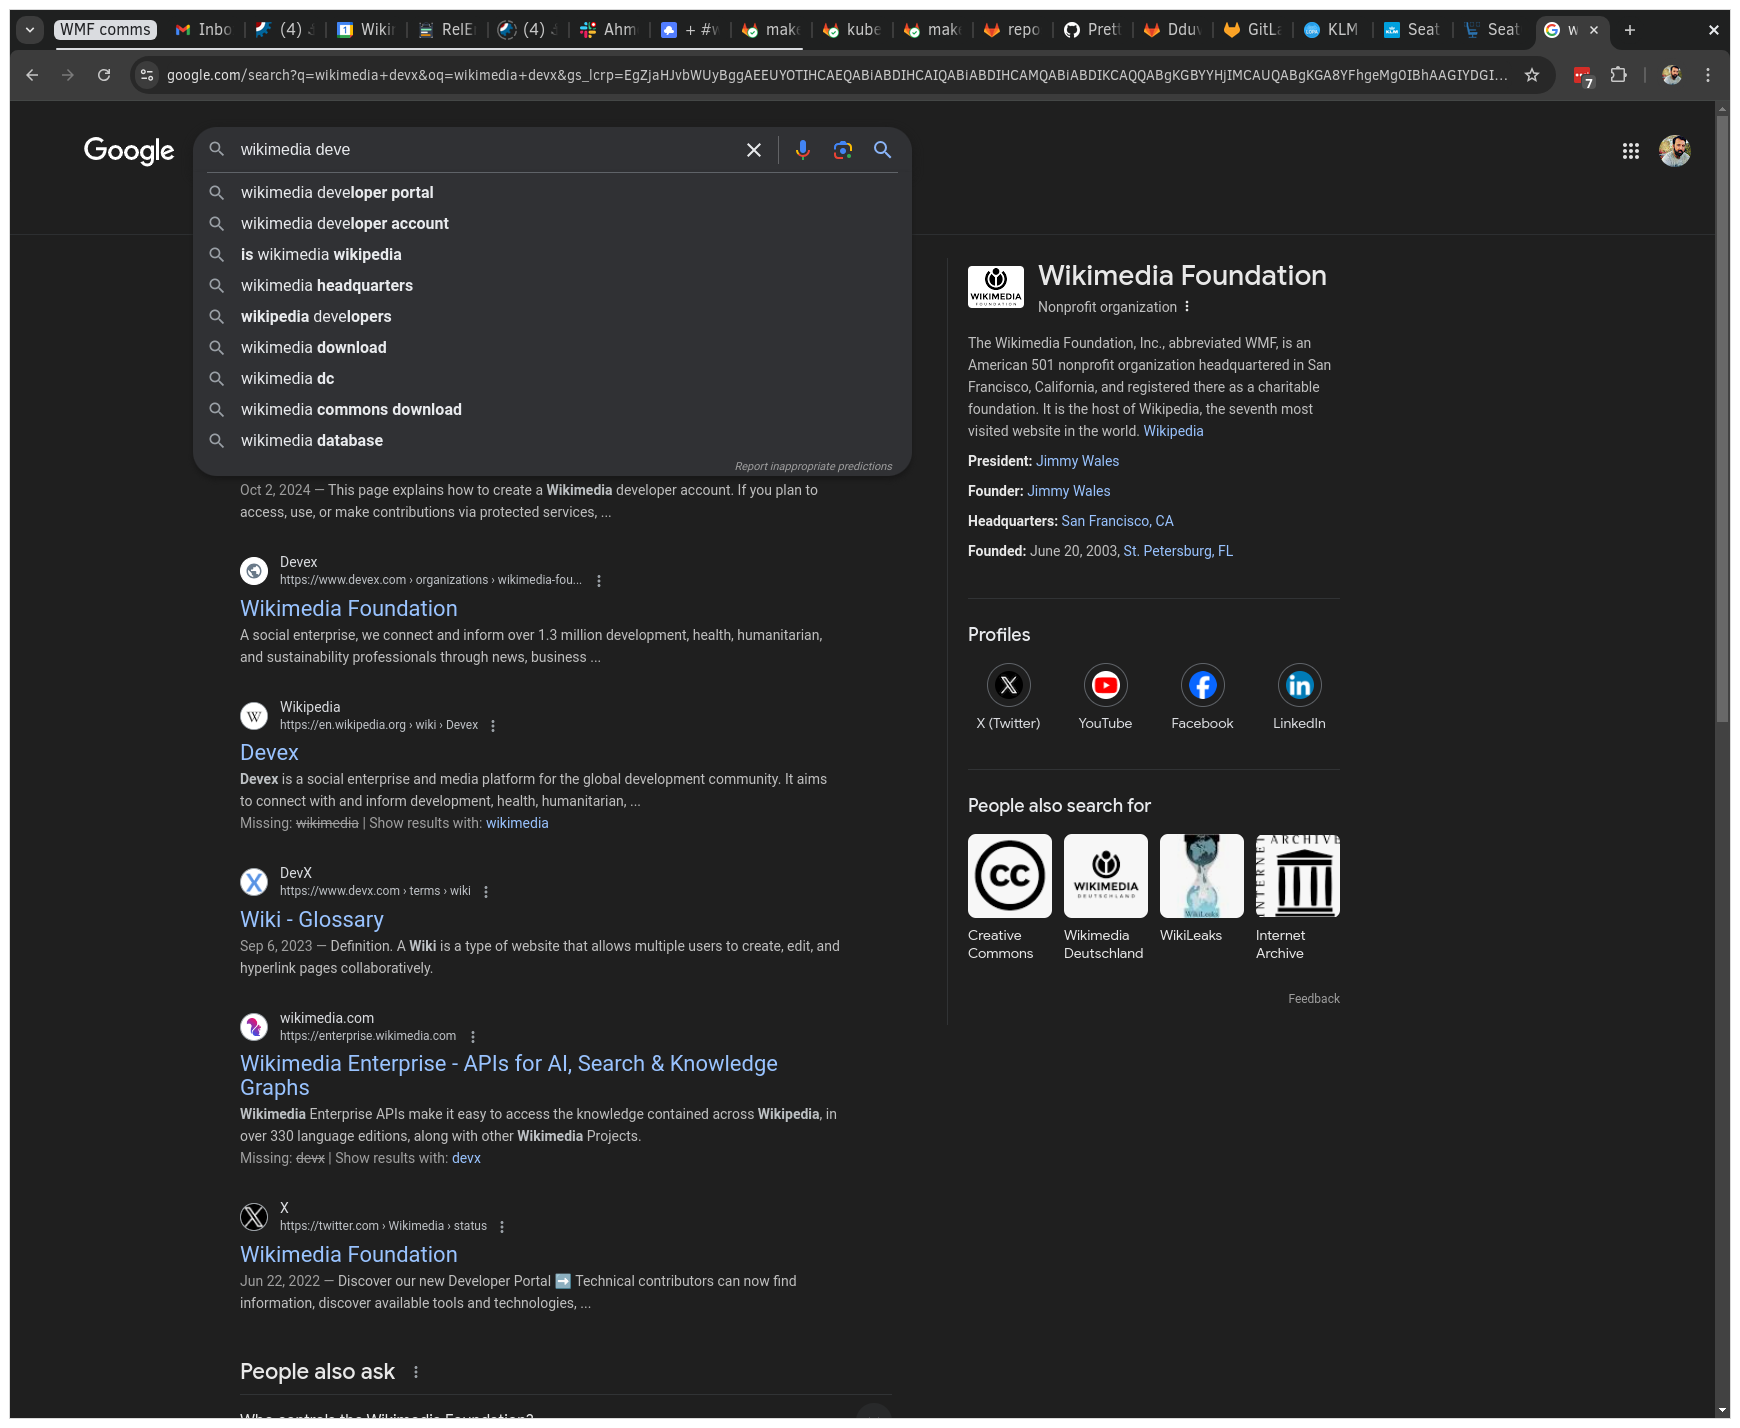 WMF comms
Inbo
(4)
Wikin
RelE
(4)
Ahm
+ #w
make
kube
make
repo
Prett
Dduv
GitLa
KLM
Seat
Seat
w
google.com/search?q=wikimedia+devx&oq=wikimedia+devx&gs_lcrp=EgZjaHJvbWUyBggAEEUYOTIHCAEQABiABDIHCAIQABiABDIHCAMQABiABDIKCAQQABgKGBYYHjIMCAUQABgKGA8YFhgeMg0IBhAAGIYDGI...
7
Google
wikimedia deve
wikimedia developer portal
wikimedia developer account
is wikimedia wikipedia
wikimedia headquarters
wikipedia developers
wikimedia download
wikimedia dc
wikimedia commons download
wikimedia database
Report inappropriate predictions
Oct 2, 2024 — This page explains how to create a Wikimedia developer account. If you plan to
access, use, or make contributions via protected services, ...
Devex
https://www.devex.com › organizations › wikimedia-fou...
Wikimedia Foundation
A social enterprise, we connect and inform over 1.3 million development, health, humanitarian,
and sustainability professionals through news, business ...
W
Wikipedia
https://en.wikipedia.org › wiki › Devex
Devex
Devex is a social enterprise and media platform for the global development community. It aims
to connect with and inform development, health, humanitarian, ...
Missing: wikimedia | Show results with: wikimedia
DevX
https://www.devx.com › terms › wiki
Wiki - Glossary
Sep 6, 2023 — Definition. A Wiki is a type of website that allows multiple users to create, edit, and
hyperlink pages collaboratively.
wikimedia.com
https://enterprise.wikimedia.com
Wikimedia Enterprise - APIs for AI, Search & Knowledge
Graphs
Wikimedia Enterprise APIs make it easy to access the knowledge contained across Wikipedia, in
over 330 language editions, along with other Wikimedia Projects.
Missing: devx | Show results with: devx
X
https://twitter.com › Wikimedia › status
Wikimedia Foundation
Jun 22, 2022 — Discover our new Developer Portal ➡️ Technical contributors can now find
information, discover available tools and technologies, ...
People also ask
Who controls the Wikimedia Foundation?
WIKIMEDIA
FOUNDATION
Wikimedia Foundation
Nonprofit organization
The Wikimedia Foundation, Inc., abbreviated WMF, is an
American 501 nonprofit organization headquartered in San
Francisco, California, and registered there as a charitable
foundation. It is the host of Wikipedia, the seventh most
visited website in the world. Wikipedia
President: Jimmy Wales
Founder: Jimmy Wales
Headquarters: San Francisco, CA
Founded: June 20, 2003, St. Petersburg, FL
Profiles
X (Twitter)
YouTube
Facebook
LinkedIn
People also search for
CC
WIKIMEDIA
DEUTSCHLAND
WikiLeaks
INTERNET
ARCHIVE
Creative
Commons
Wikimedia
Deutschland
WikiLeaks
Internet
Archive
Feedback